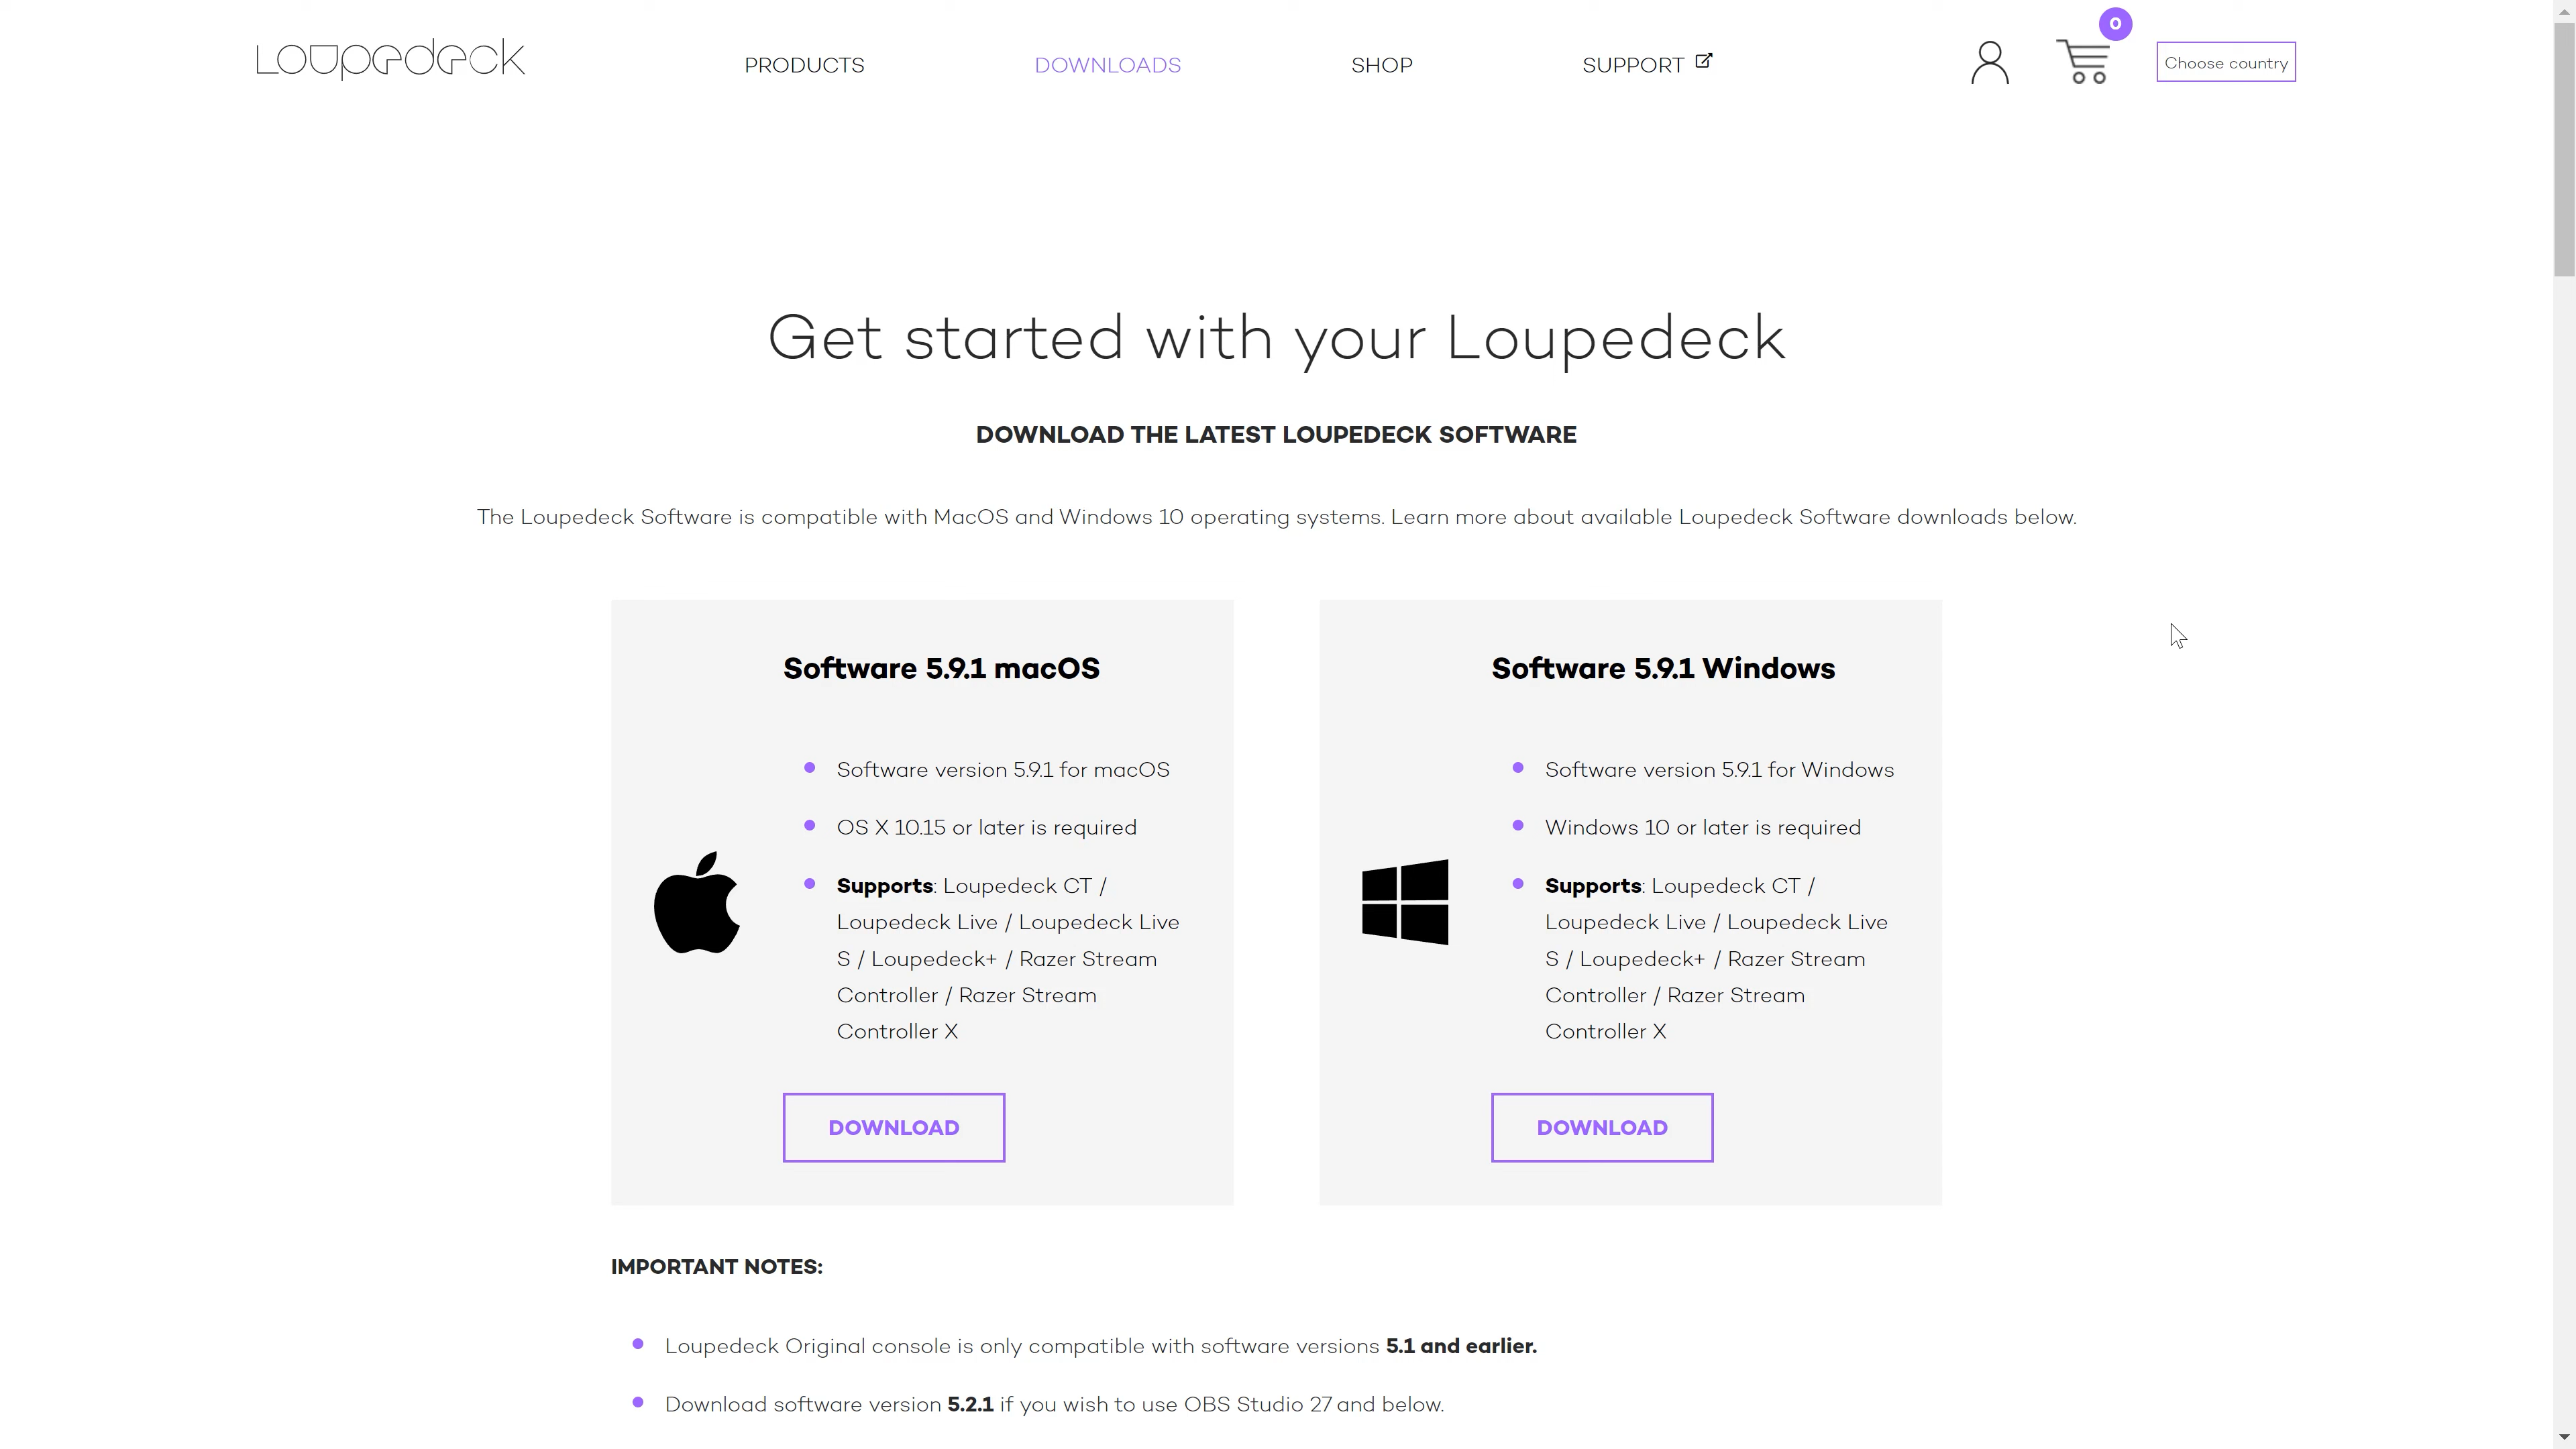 Loupedeck
PRODUCTS
DOWNLOADS
SHOP
SUPPORT
0
Choose country
Get started with your Loupedeck
DOWNLOAD THE LATEST LOUPEDECK SOFTWARE
The Loupedeck Software is compatible with MacOS and Windows 10 operating systems. Learn more about available Loupedeck Software downloads below.
Software 5.9.1 macOS
Software version 5.9.1 for macOS
OS X 10.15 or later is required
Supports: Loupedeck CT /
Loupedeck Live / Loupedeck Live
S / Loupedeck+ / Razer Stream
Controller / Razer Stream
Controller X
DOWNLOAD
Software 5.9.1 Windows
Software version 5.9.1 for Windows
Windows 10 or later is required
Supports: Loupedeck CT /
Loupedeck Live / Loupedeck Live
S / Loupedeck+ / Razer Stream
Controller / Razer Stream
Controller X
DOWNLOAD
IMPORTANT NOTES:
Loupedeck Original console is only compatible with software versions 5.1 and earlier.
Download software version 5.2.1 if you wish to use OBS Studio 27 and below.